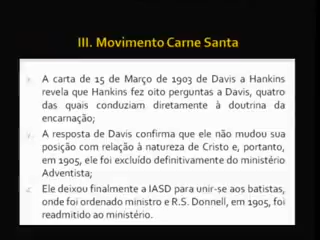 III. Movimento Carne Santa
A carta de 15 de Março de 1903 de Davis a Hankins
revela que Hankins fez oito perguntas a Davis, quatro
das quais conduziam diretamente à doutrina da
encarnação;
A resposta de Davis confirma que ele não mudou sua
posição com relação à natureza de Cristo e, portanto,
em 1905, ele foi excluído definitivamente do ministério
Adventista;
Ele deixou finalmente a IASD para unir-se aos batistas,
onde foi ordenado ministro e R.S. Donnell, em 1905, foi
readmitido ao ministério.